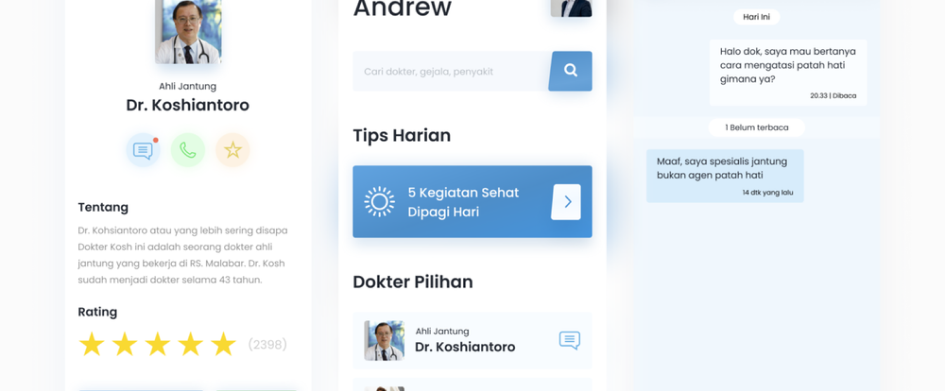 Ahli Jantung
Dr. Koshiantoro
Tentang
Dr. Kohsiantoro atau yang lebih sering disapa
Dokter Kosh ini adalah seorang dokter ahli
jantung yang bekerja di RS. Malabar. Dr. Kosh
sudah menjadi dokter selama 43 tahun.
Rating
(2398)
Andrew
Cari dokter, gejala, penyakit
Tips Harian
5 Kegiatan Sehat
Dipagi Hari
Dokter Pilihan
Ahli Jantung
Dr. Koshiantoro
Hari Ini
Halo dok, saya mau bertanya
cara mengatasi patah hati
gimana ya?
20.33 | Dibaca
1 Belum terbaca
Maaf, saya spesialis jantung
bukan agen patah hati
14 dtk yang lalu